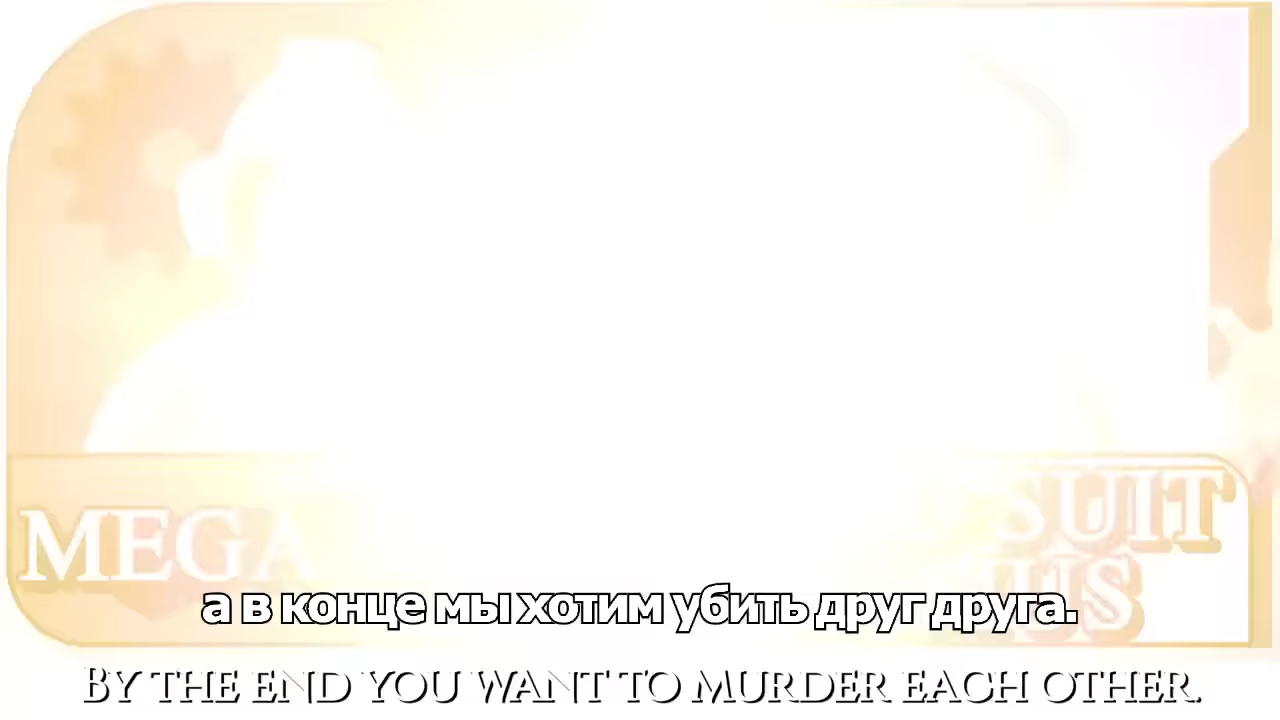 MEGA SUIT
US
а в конце мы хотим убить друг друга.
By the end you want to murder each other.